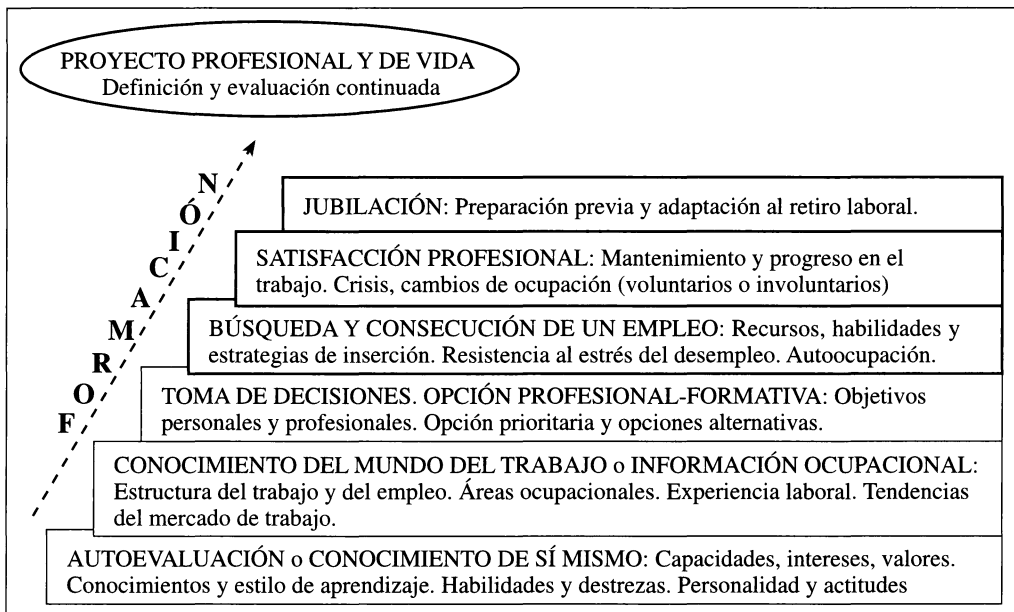 PROYECTO PROFESIONAL Y DE VIDA
Definición y evaluación continuada
FORMACIÓN
JUBILACIÓN: Preparación previa y adaptación al retiro laboral.
SATISFACCIÓN PROFESIONAL: Mantenimiento y progreso en el
trabajo. Crisis, cambios de ocupación (voluntarios o involuntarios)
BÚSQUEDA Y CONSECUCIÓN DE UN EMPLEO: Recursos, habilidades y
estrategias de inserción. Resistencia al estrés del desempleo. Autoocupación.
TOMA DE DECISIONES. OPCIÓN PROFESIONAL-FORMATIVA: Objetivos
personales y profesionales. Opción prioritaria y opciones alternativas.
CONOCIMIENTO DEL MUNDO DEL TRABAJO o INFORMACIÓN OCUPACIONAL:
Estructura del trabajo y del empleo. Áreas ocupacionales. Experiencia laboral. Tendencias
del mercado de trabajo.
AUTOEVALUACIÓN o CONOCIMIENTO DE SÍ MISMO: Capacidades, intereses, valores.
Conocimientos y estilo de aprendizaje. Habilidades y destrezas. Personalidad y actitudes